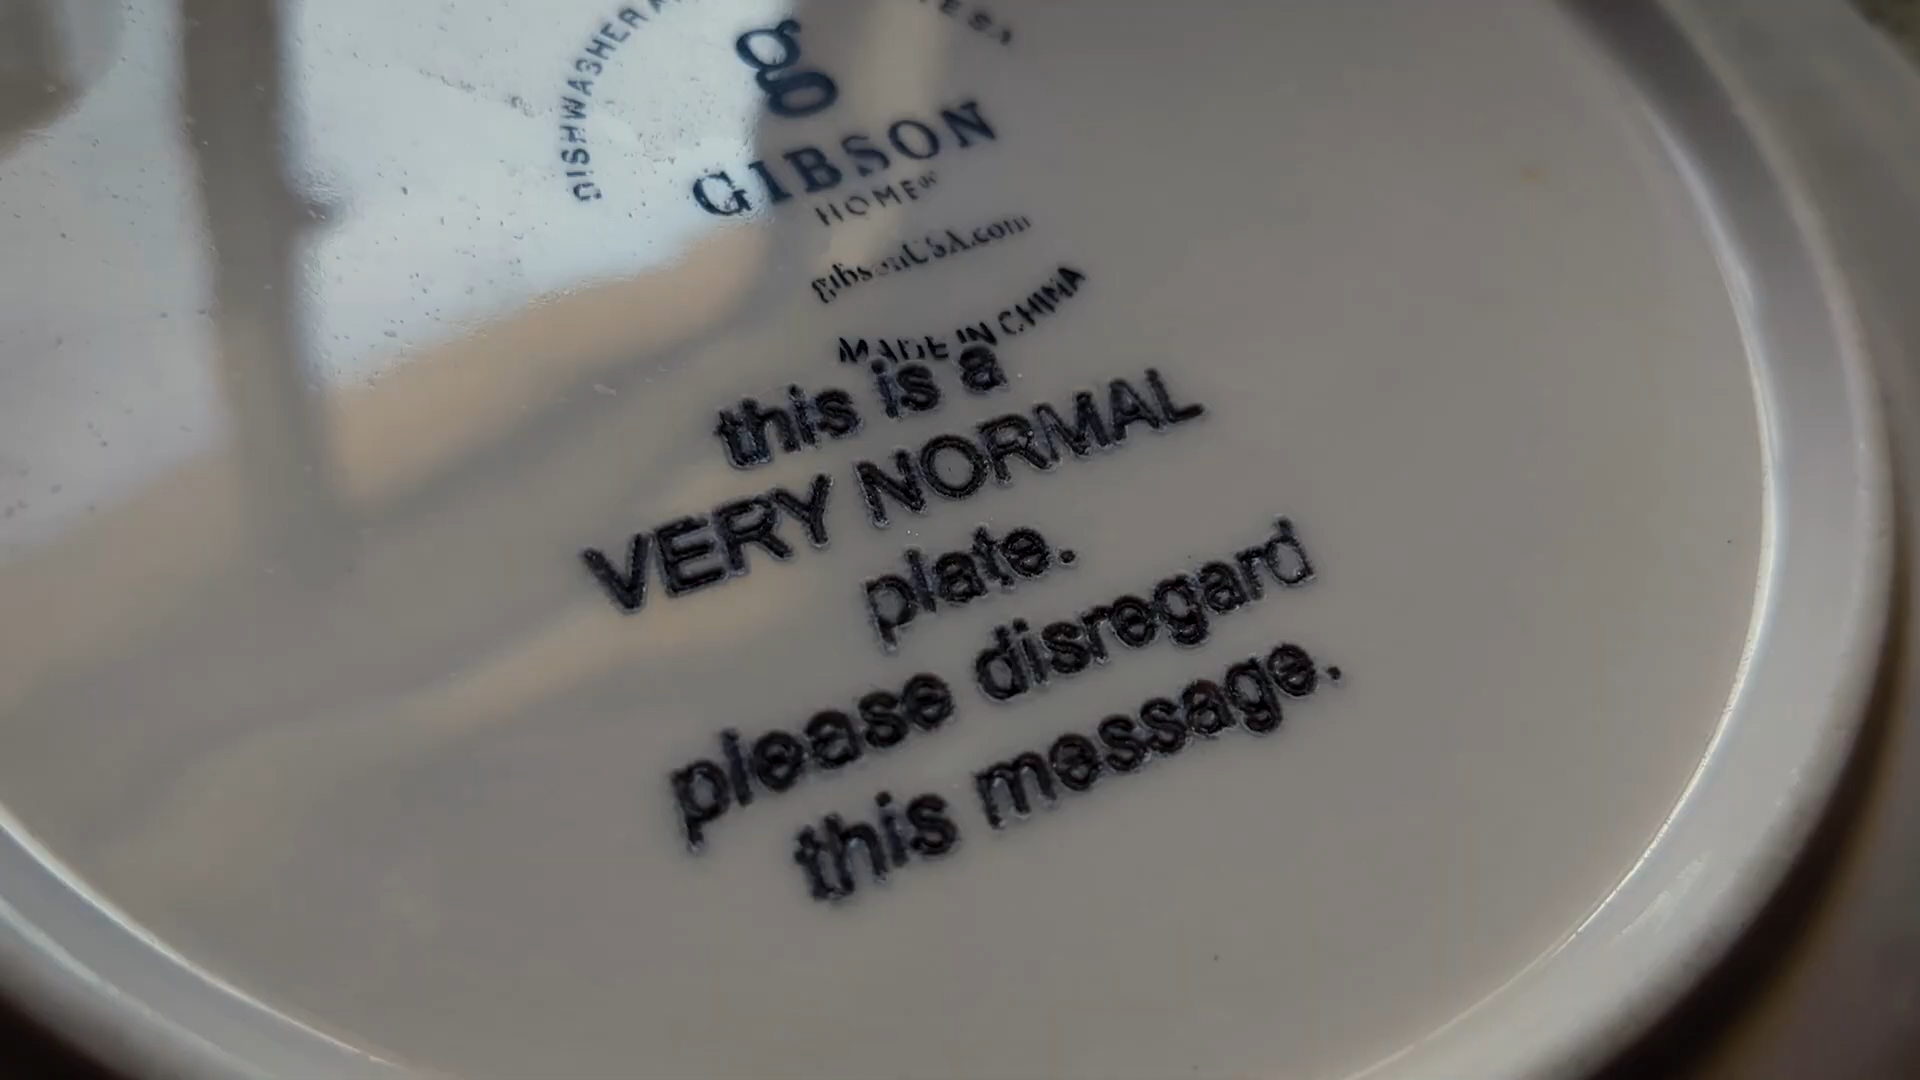 DISHWASHER
g
GIBSON
HOME®
gibsonUSA.com
MADE IN CHINA
this is a
VERY NORMAL
plate.
please disregard
this message.